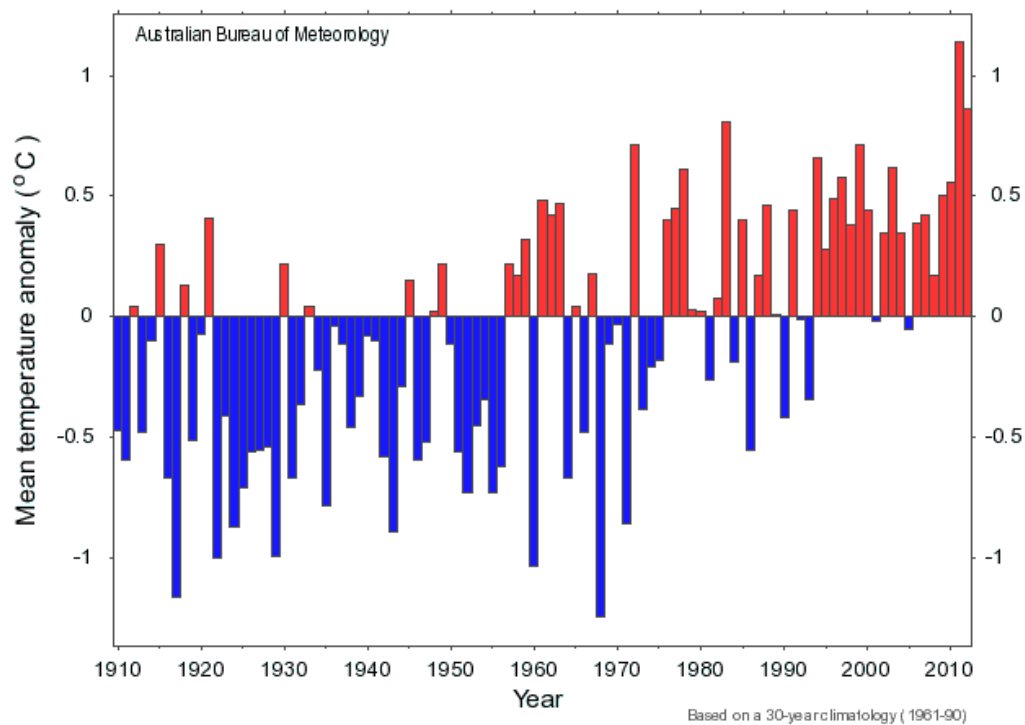 Australian Bureau of Meteorology
Mean temperature anomaly (°C)
1 1
0.5 0.5
0 0
-0.5 -0.5
-1 -1
1910 1920 1930 1940 1950 1960 1970 1980 1990 2000 2010
Year
Based on a 30-year climatology (1961-90)